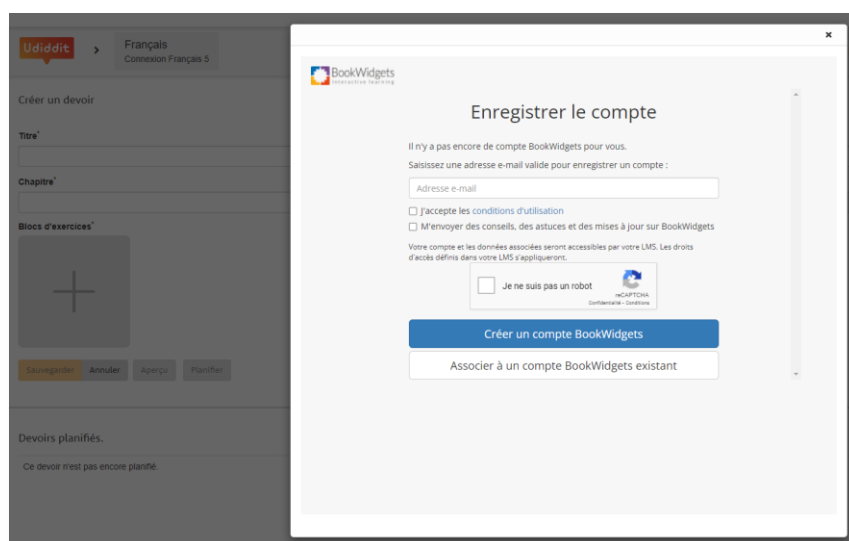 Udiddit
>
Français
Connexion Français 5
Créer un devoir
Titre*
Chapitre*
Blocs d'exercices*
Sauvegarder Annuler Aperçu Planifier
Devoirs planifiés.
Ce devoir n'est pas encore planifié.
×
BookWidgets
interactive learning
Enregistrer le compte
Il n'y a pas encore de compte BookWidgets pour vous.
Saisissez une adresse e-mail valide pour enregistrer un compte :
Adresse e-mail
J'accepte les conditions d'utilisation
M'envoyer des conseils, des astuces et des mises à jour sur BookWidgets
Votre compte et les données associées seront accessibles par votre LMS. Les droits
d'accès définis dans votre LMS s'appliqueront.
Je ne suis pas un robot
reCAPTCHA
Confidentialité - Conditions
Créer un compte BookWidgets
Associer à un compte BookWidgets existant